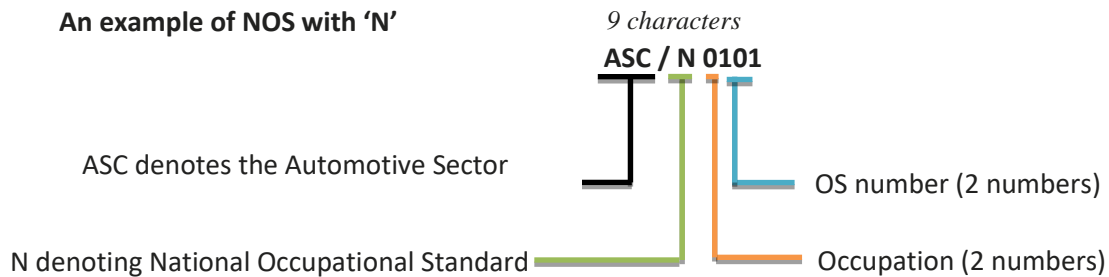 An example of NOS with ‘N’
9 characters
ASC / N 0101
ASC denotes the Automotive Sector
OS number (2 numbers)
N denoting National Occupational Standard
Occupation (2 numbers)